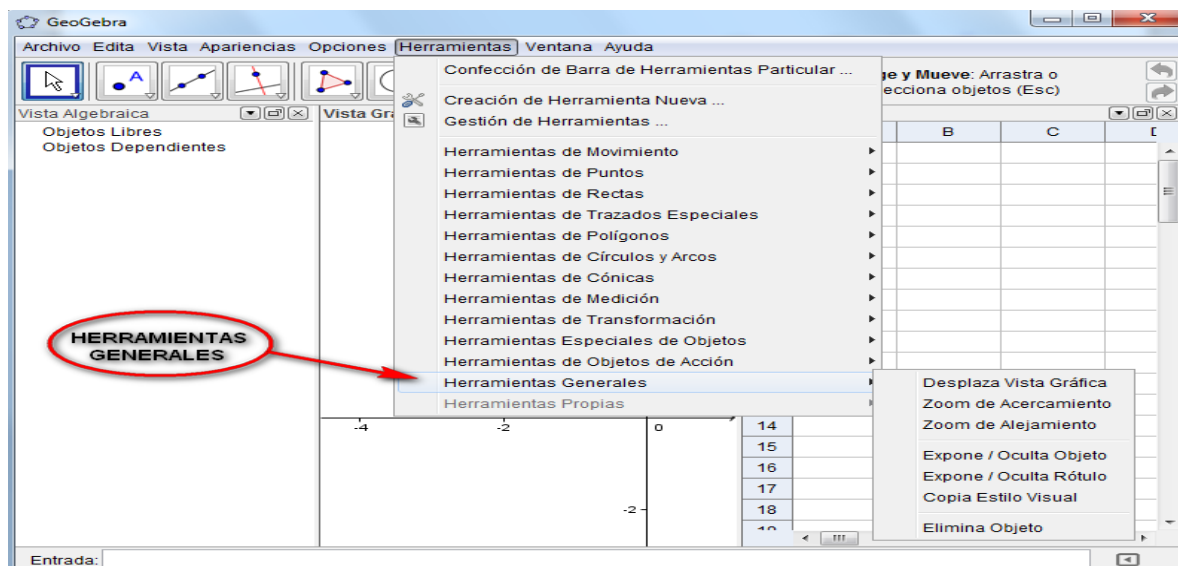 GeoGebra
Archivo Edita Vista Apariencias Opciones Herramientas Ventana Ayuda
A
ge y Mueve: Arrastra o
ecciona objetos (Esc)
Vista Algebraica
Vista Gr
Objetos Libres
Objetos Dependientes
Confección de Barra de Herramientas Particular ...
Creación de Herramienta Nueva ...
Gestión de Herramientas ...
Herramientas de Movimiento
Herramientas de Puntos
Herramientas de Rectas
Herramientas de Trazados Especiales
Herramientas de Polígonos
Herramientas de Círculos y Arcos
Herramientas de Cónicas
Herramientas de Medición
Herramientas de Transformación
Herramientas Especiales de Objetos
Herramientas de Objetos de Acción
Herramientas Generales
Herramientas Propias
HERRAMIENTAS
GENERALES
Desplaza Vista Gráfica
Zoom de Acercamiento
Zoom de Alejamiento
Expone / Oculta Objeto
Expone / Oculta Rótulo
Copia Estilo Visual
Elimina Objeto
B C
-4 -2 0
-2
14
15
16
17
18
Entrada: